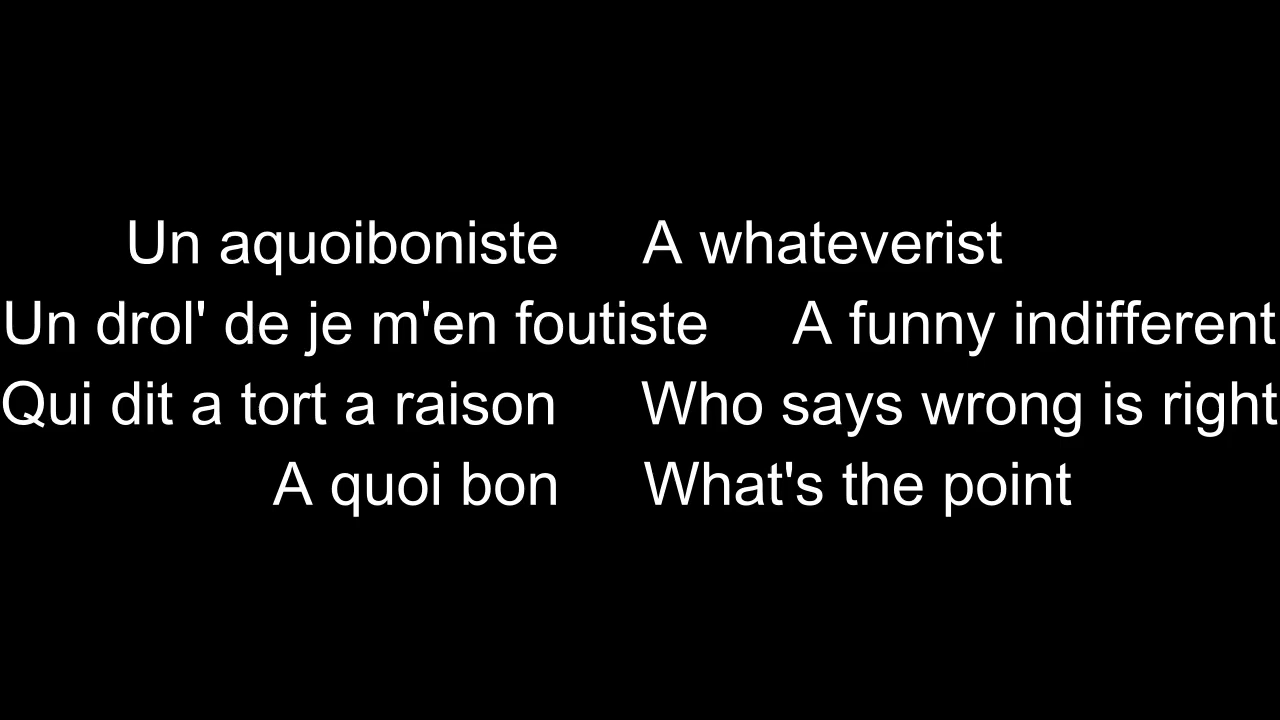 Un aquoiboniste A whateverist
Un drol' de je m'en foutiste A funny indifferent
Qui dit a tort a raison Who says wrong is right
A quoi bon What's the point